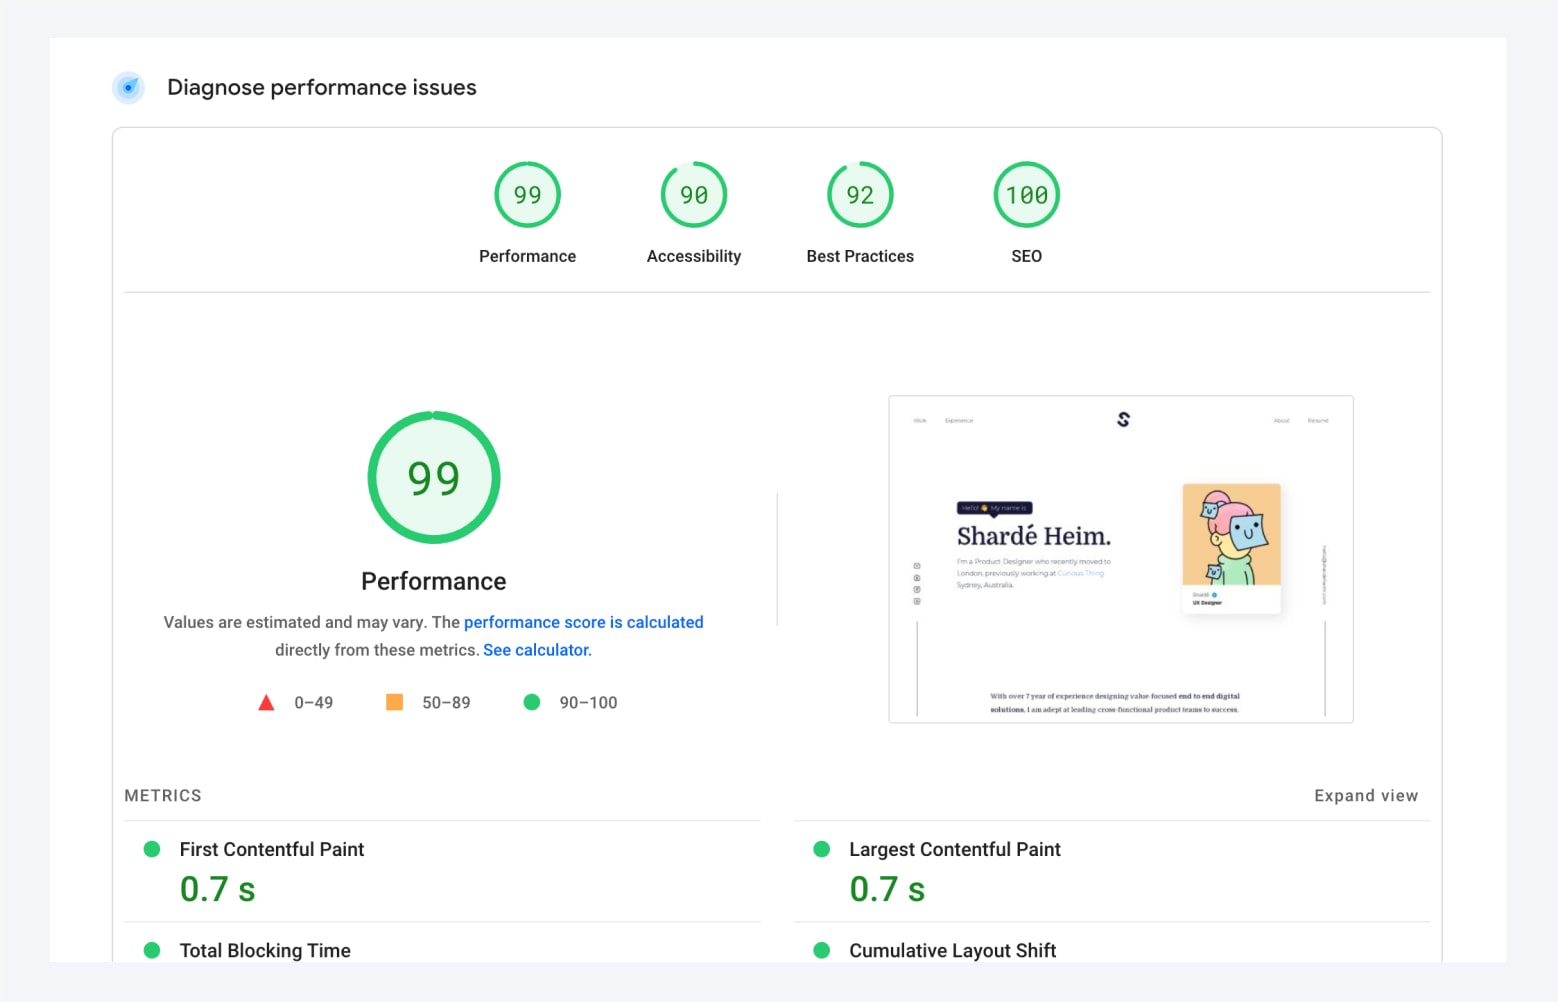 Diagnose performance issues
99
90
92
100
Performance
Accessibility
Best Practices
SEO
99
Performance
Values are estimated and may vary. The performance score is calculated
directly from these metrics. See calculator.
0–49
50–89
90–100
Work
Experience
S
About
Resume
Hello! 👋 My name is
Shardé Heim.
I'm a Product Designer who recently moved to
London, previously working at Curious Thing
Sydney, Australia.
Shardé
UX Designer
With over 7 year of experience designing value-focused end to end digital
solutions, I am adept at leading cross-functional product teams to success.
METRICS
Expand view
First Contentful Paint
0.7 s
Largest Contentful Paint
0.7 s
Total Blocking Time
Cumulative Layout Shift